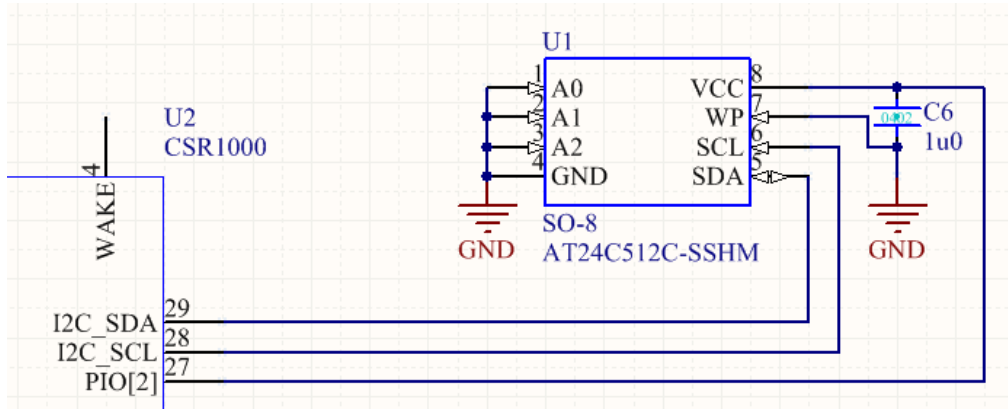 U1
1
A0
VCC
8
2
A1
WP
7
3
A2
SCL
6
4
GND
SDA
5
SO-8
AT24C512C-SSHM
GND
0402
C6
1u0
GND
U2
CSR1000
4
WAKE
I2C_SDA
29
I2C_SCL
28
PIO[2]
27